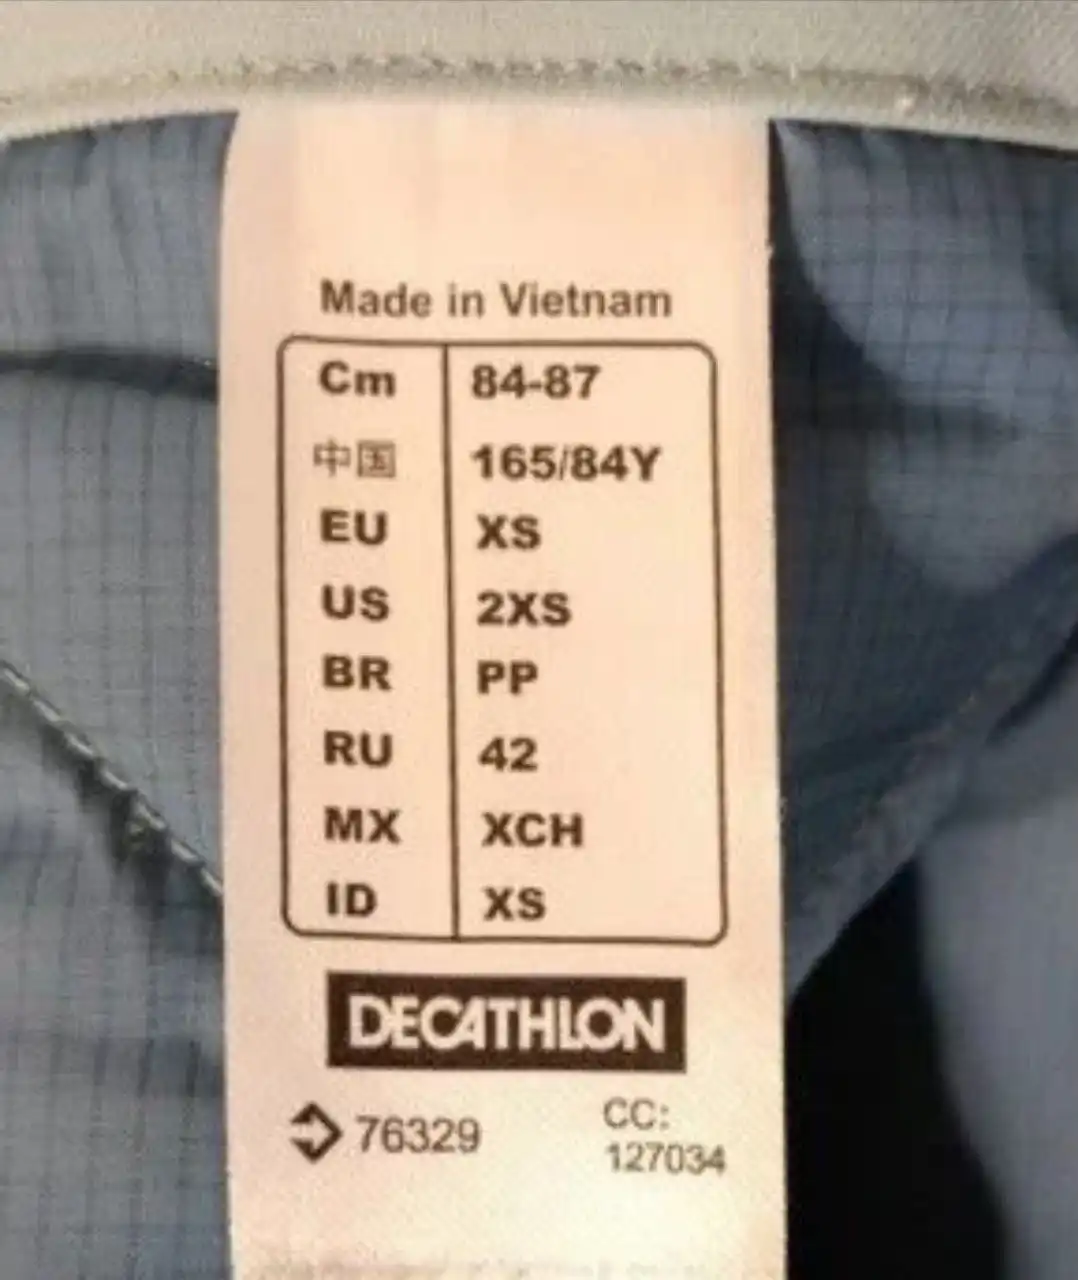 Made in Vietnam
Cm 84-87
中国 165/84Y
EU XS
US 2XS
BR PP
RU 42
MX XCH
ID XS
DECATHLON
76329 CC:
127034